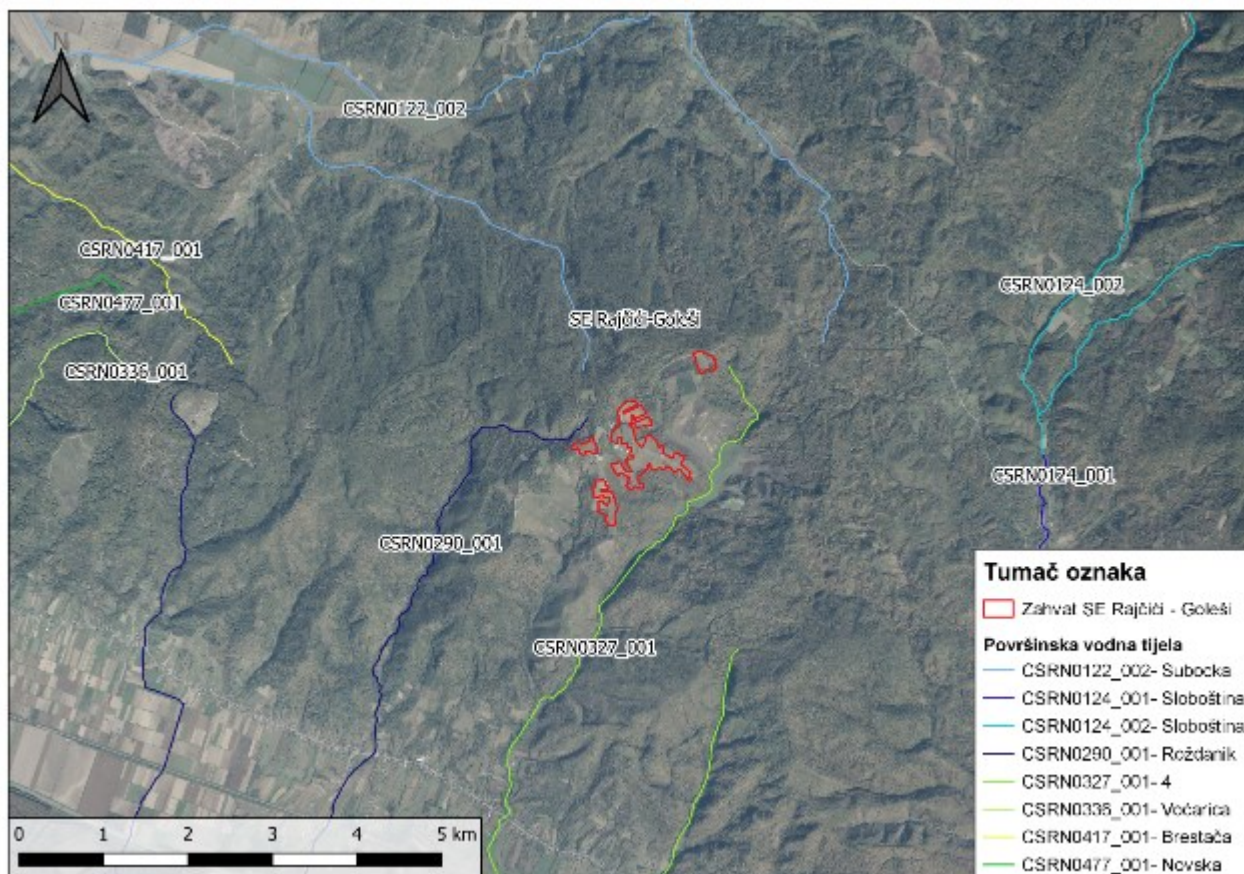 N
CSRN0122_002
CSRN0417_001
CSRN0124_002
CSRN0477_001
SE Rajčići-Goleši
CSRN0336_001
CSRN0124_001
CSRN0290_001
CSRN0327_001
Tumač oznaka
Zahvat SE Rajčići - Goleši
Površinska vodna tijela
CSRN0122_002- Subocka
CSRN0124_001- Sloboština
CSRN0124_002- Sloboština
CSRN0290_001- Roždanik
CSRN0327_001- 4
CSRN0336_001- Voćarica
CSRN0417_001- Brestača
CSRN0477_001- Novska
0 1 2 3 4 5 km